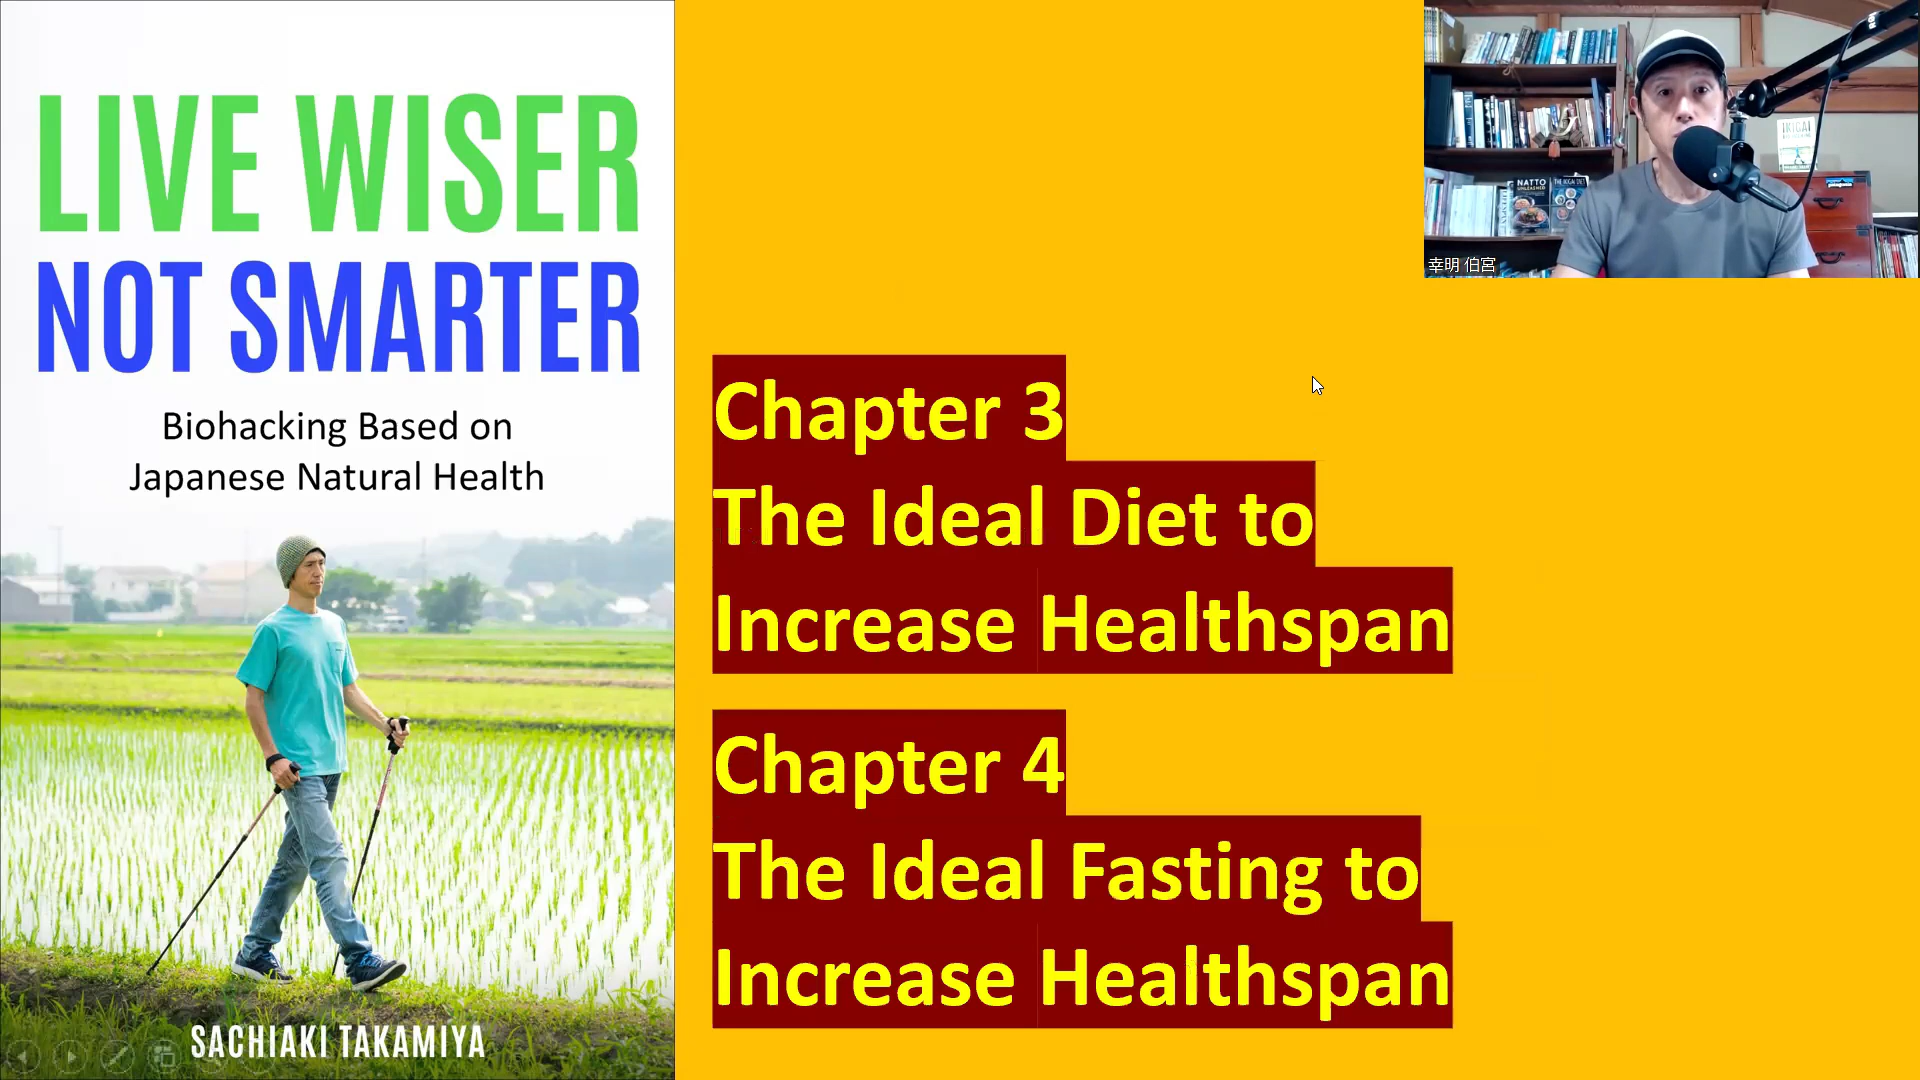 LIVE WISER
NOT SMARTER
Biohacking Based on
Japanese Natural Health
SACHIAKI TAKAMIYA
Chapter 3
The Ideal Diet to
Increase Healthspan
Chapter 4
The Ideal Fasting to
Increase Healthspan
IKIGAI
NATTO
幸明 伯宮